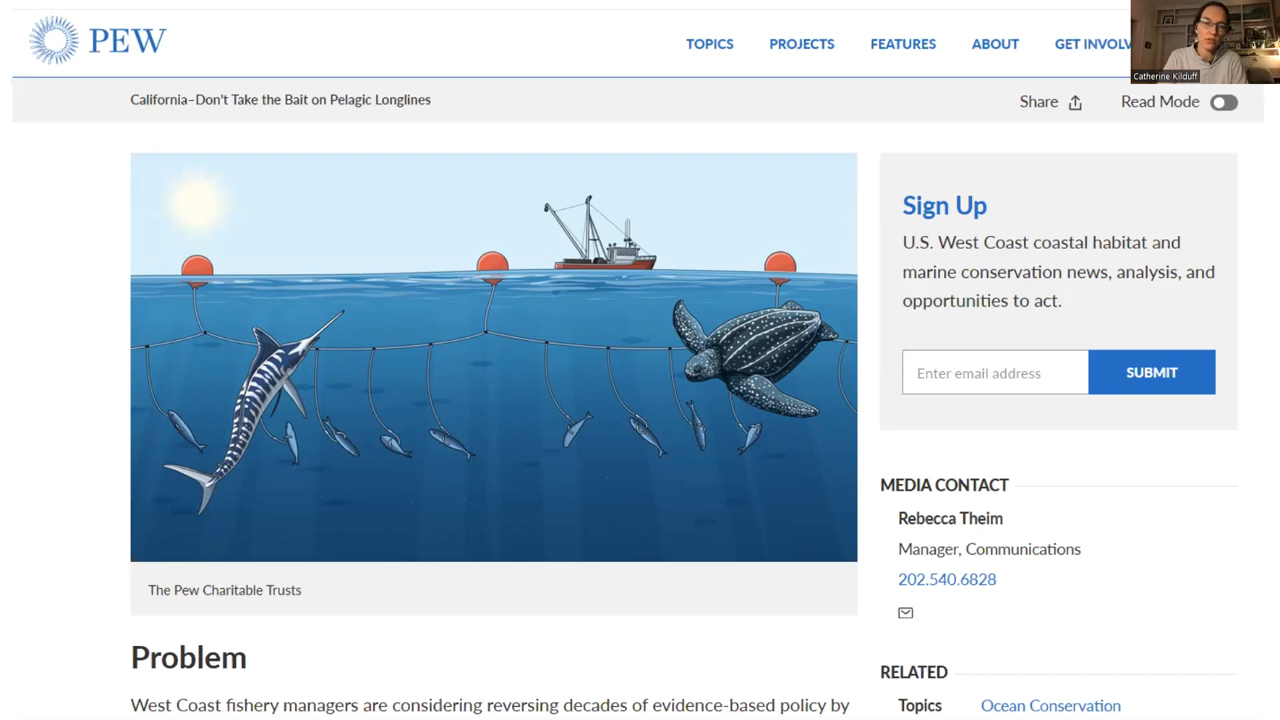 PEW
TOPICS PROJECTS FEATURES ABOUT GET INVOLV
Catherine Kilduff
California–Don't Take the Bait on Pelagic Longlines
Share
Read Mode
Sign Up
U.S. West Coast coastal habitat and
marine conservation news, analysis, and
opportunities to act.
Enter email address
SUBMIT
The Pew Charitable Trusts
MEDIA CONTACT
Rebecca Theim
Manager, Communications
202.540.6828
Problem
West Coast fishery managers are considering reversing decades of evidence-based policy by
RELATED
Topics Ocean Conservation